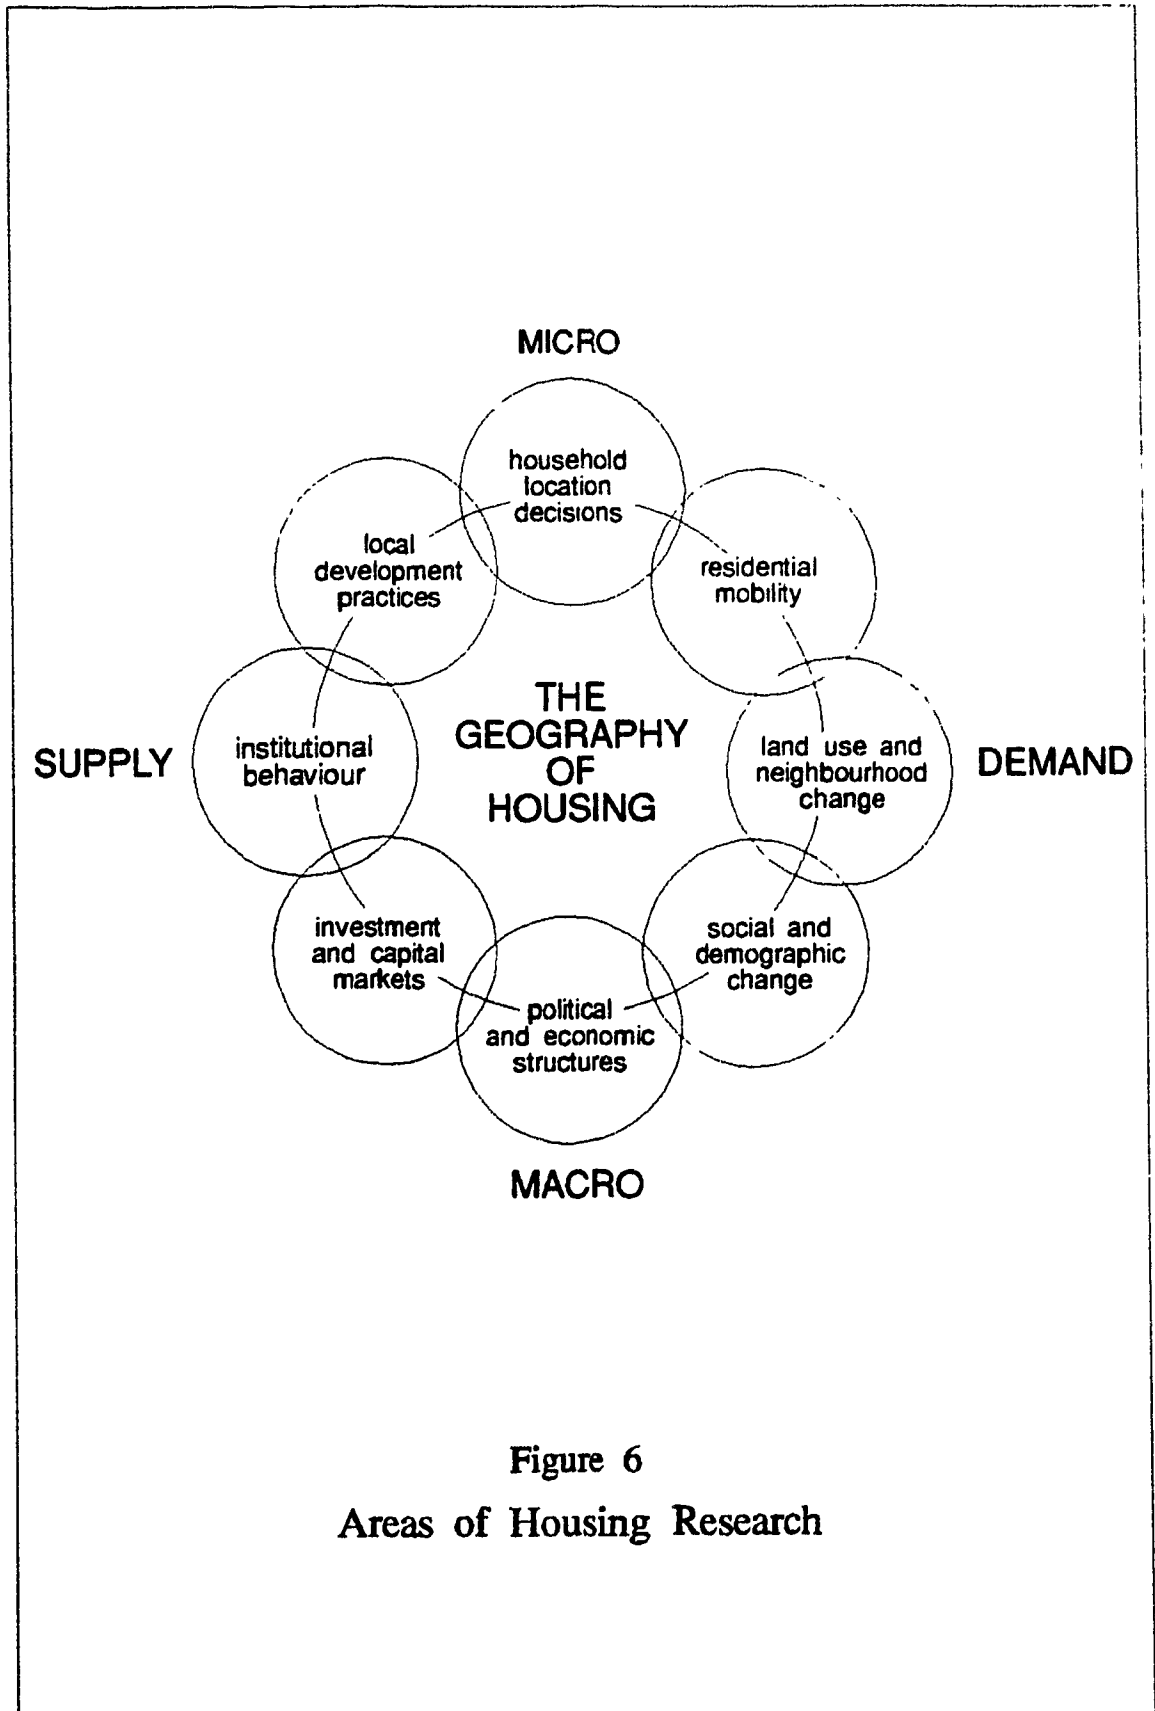 MICRO
household
location
decisions
local
development
practices
residential
mobility
SUPPLY
institutional
behaviour
THE
GEOGRAPHY
OF
HOUSING
land use and
neighbourhood
change
DEMAND
investment
and capital
markets
social and
demographic
change
political
and economic
structures
MACRO
Figure 6
Areas of Housing Research